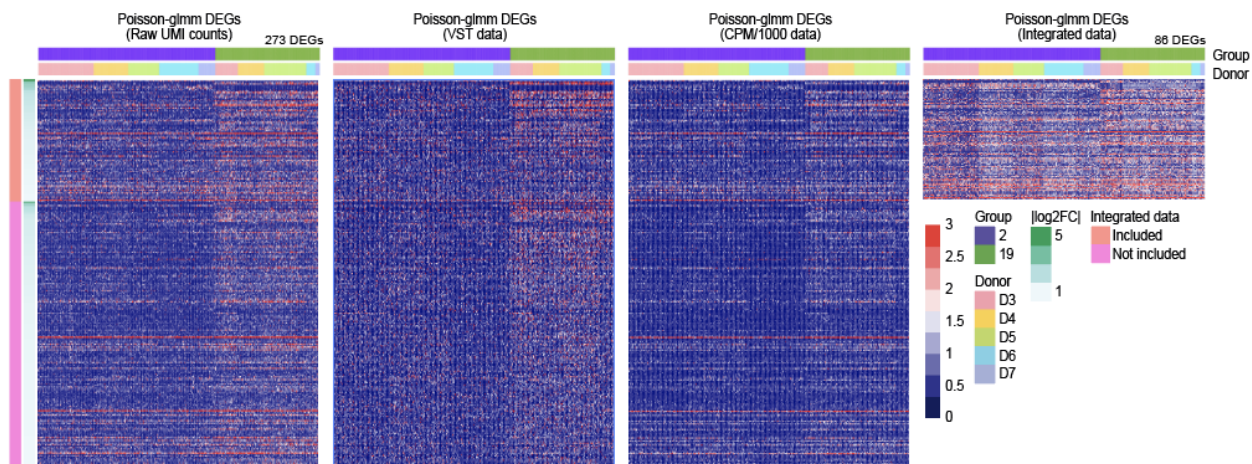 Poisson-glmm DEGs
(Raw UMI counts)
273 DEGs
Poisson-glmm DEGs
(VST data)
Poisson-glmm DEGs
(CPM/1000 data)
Poisson-glmm DEGs
(Integrated data)
86 DEGs
Group
Donor
3
2.5
2
1.5
1
0.5
0
Group
2
19
Donor
D3
D4
D5
D6
D7
|log2FC|
5
1
Integrated data
Included
Not included